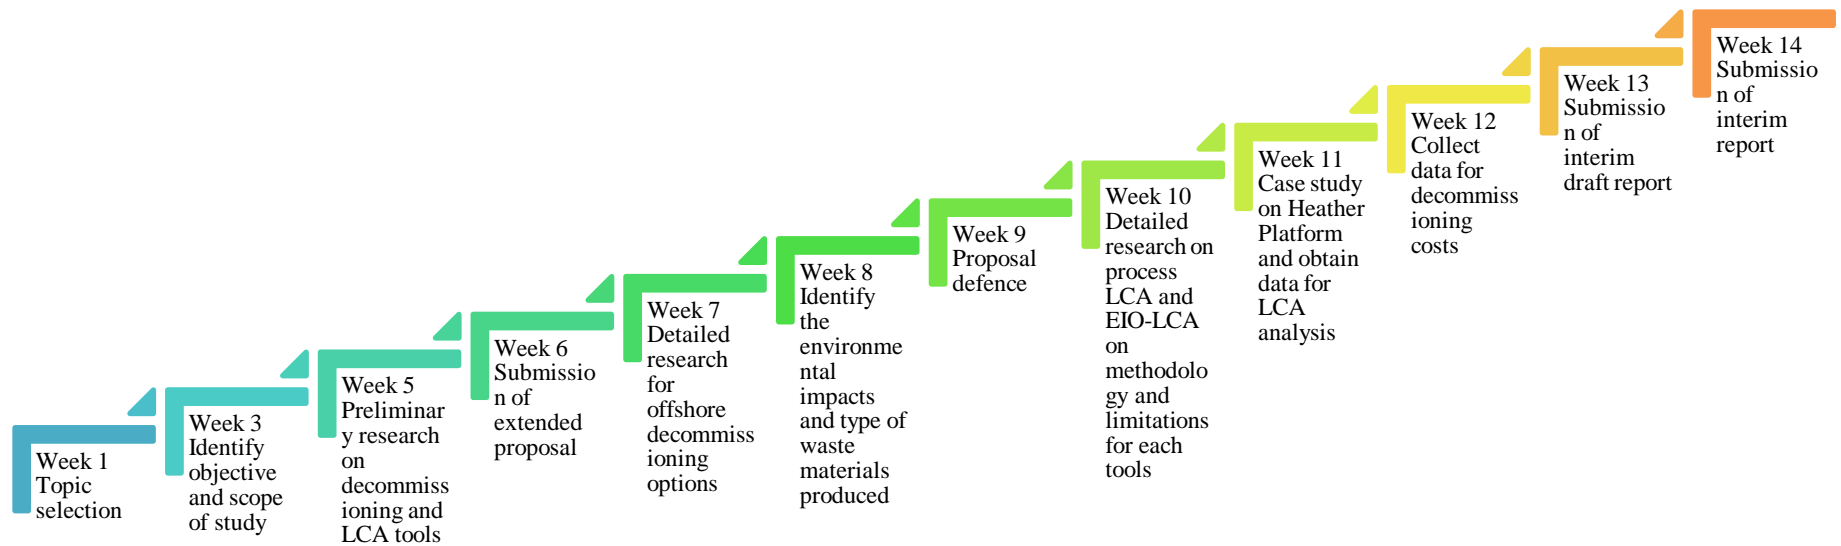 Week 1
Topic
selection
Week 3
Identify
objective
and scope
of study
Week 5
Preliminar
y research
on
decommiss
ioning and
LCA tools
Week 6
Submissio
n of
extended
proposal
Week 7
Detailed
research
for
offshore
decommiss
ioning
options
Week 8
Identify
the
environme
ntal
impacts
and type of
waste
materials
produced
Week 9
Proposal
defence
Week 10
Detailed
research on
process
LCA and
EIO-LCA
on
methodolo
gy and
limitations
for each
tools
Week 11
Case study
on Heather
Platform
and obtain
data for
LCA
analysis
Week 12
Collect
data for
decommiss
ioning
costs
Week 13
Submissio
n of
interim
draft report
Week 14
Submissio
n of
interim
report